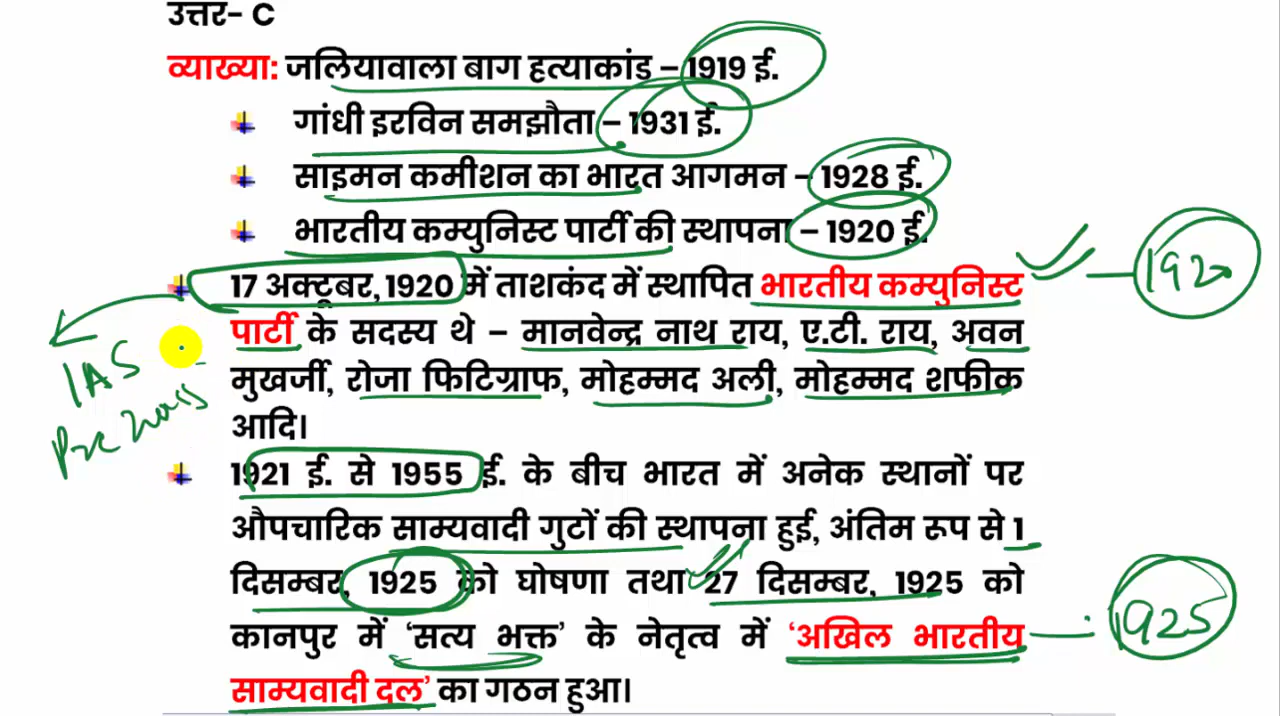 उत्तर- C
व्याख्या: जलियावाला बाग हत्याकांड – 1919 ई.
गांधी इरविन समझौता – 1931 ई.
साइमन कमीशन का भारत आगमन – 1928 ई.
भारतीय कम्युनिस्ट पार्टी की स्थापना – 1920 ई.
17 अक्टूबर, 1920 में ताशकंद में स्थापित भारतीय कम्युनिस्ट
1920
पार्टी के सदस्य थे – मानवेन्द्र नाथ राय, ए.टी. राय, अवन
IAS
मुखर्जी, रोजा फिटिग्राफ, मोहम्मद अली, मोहम्मद शफीक
Pre
आदि।
1921 ई. से 1955 ई. के बीच भारत में अनेक स्थानों पर
औपचारिक साम्यवादी गुटों की स्थापना हुई, अंतिम रूप से 1
दिसम्बर, 1925 को घोषणा तथा 27 दिसम्बर, 1925 को
कानपुर में ‘सत्य भक्त’ के नेतृत्व में ‘अखिल भारतीय
1925
साम्यवादी दल’ का गठन हुआ।